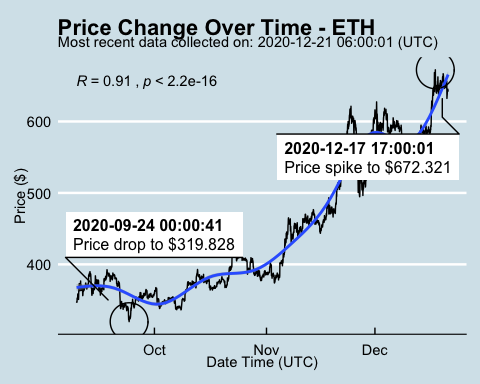 Price Change Over Time - ETH
Most recent data collected on: 2020-12-21 06:00:01 (UTC)
R = 0.91 , p < 2.2e-16
600
2020-12-17 17:00:01
Price spike to $672.321
500
Price ($)
2020-09-24 00:00:41
Price drop to $319.828
400
Oct Nov Dec
Date Time (UTC)